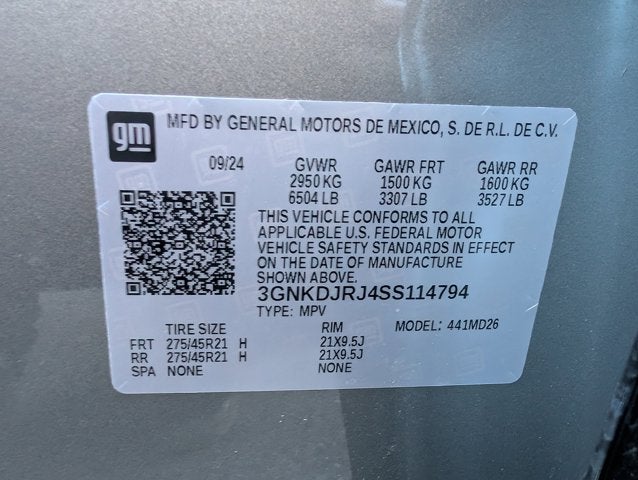 gm
MFD BY GENERAL MOTORS DE MEXICO, S. DE R.L. DE C.V.
09/24 GVWR GAWR FRT GAWR RR
2950 KG 1500 KG 1600 KG
6504 LB 3307 LB 3527 LB
THIS VEHICLE CONFORMS TO ALL
APPLICABLE U.S. FEDERAL MOTOR
VEHICLE SAFETY STANDARDS IN EFFECT
ON THE DATE OF MANUFACTURE
SHOWN ABOVE.
3GNKDJRJ4SS114794
TYPE: MPV
TIRE SIZE RIM MODEL: 441MD26
FRT 275/45R21 H 21X9.5J
RR 275/45R21 H 21X9.5J
SPA NONE NONE